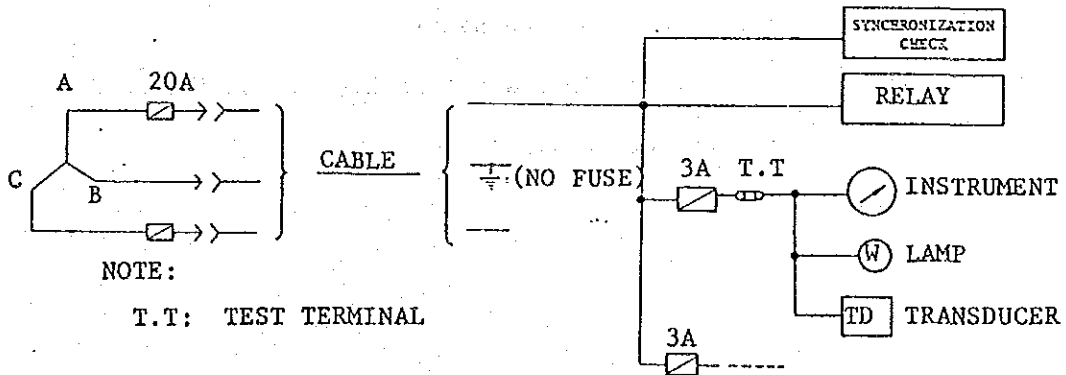 SYNCHRONIZATION
CHECK
A
20A
RELAY
C
B
CABLE
(NO FUSE)
3A
T.T
INSTRUMENT
W
LAMP
NOTE:
T.T: TEST TERMINAL
TD
TRANSDUCER
3A